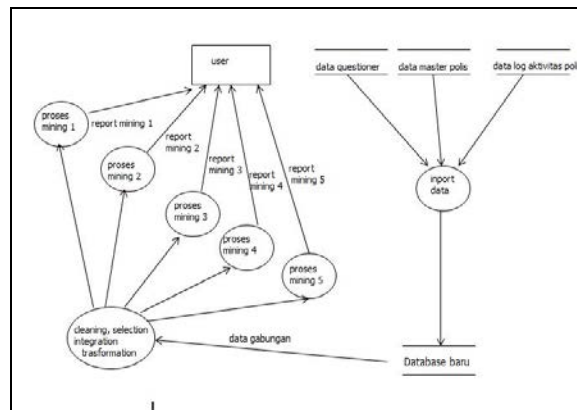 user
data questioner
data master polis
data log aktivitas pol
proses
mining 1
report mining 1
report
mining 2
proses
mining 2
report
mining 3
report
mining 4
report
mining 5
inport
data
proses
mining 3
proses
mining 4
proses
mining 5
cleaning, selection
integration
trasformation
data gabungan
Database baru